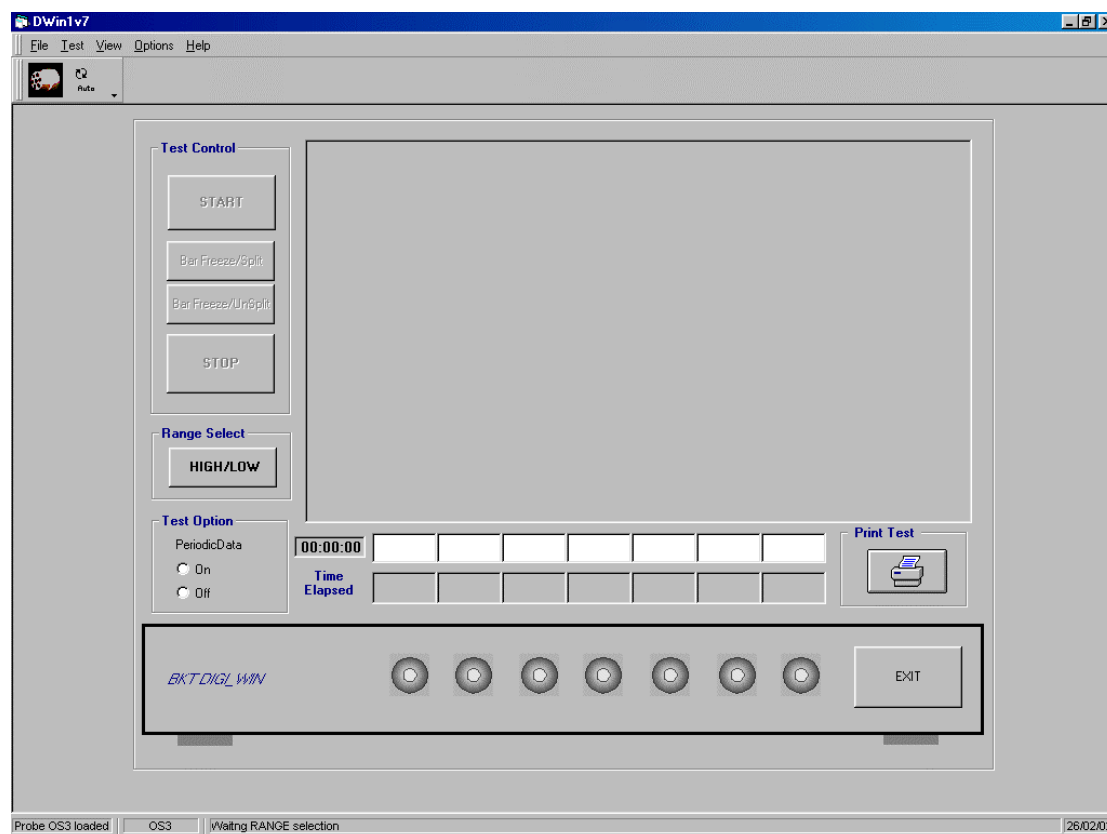 DWin1v7
File Test View Options Help
Auto
Test Control
START
Bar Freeze/Split
Bar Freeze/UnSplit
STOP
Range Select
HIGH/LOW
Test Option
PeriodicData
On
Off
00:00:00
Time
Elapsed
Print Test
BKT DIGI_WIN
EXIT
Probe OS3 loaded OS3 Waitng RANGE selection